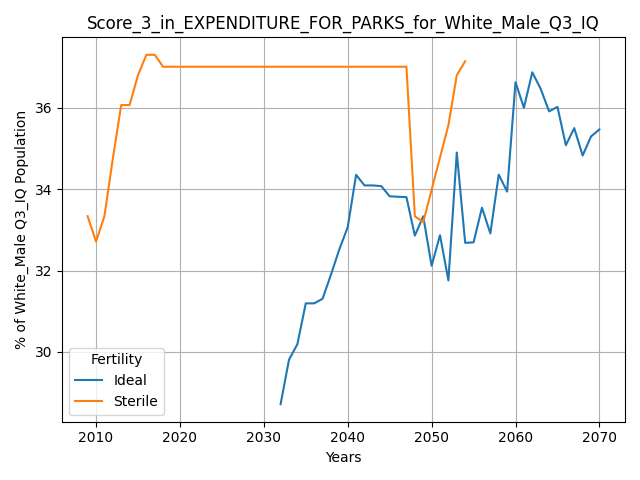 Score_3_in_EXPENDITURE_FOR_PARKS_for_White_Male_Q3_IQ
% of White_Male Q3_IQ Population
36
34
32
30
Fertility
Ideal
Sterile
2010 2020 2030 2040 2050 2060 2070
Years